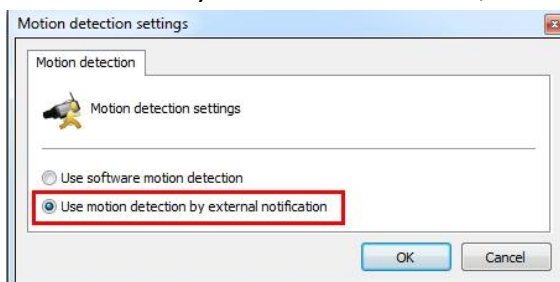 Motion detection settings
Motion detection
Motion detection settings
Use software motion detection
Use motion detection by external notification
OK
Cancel